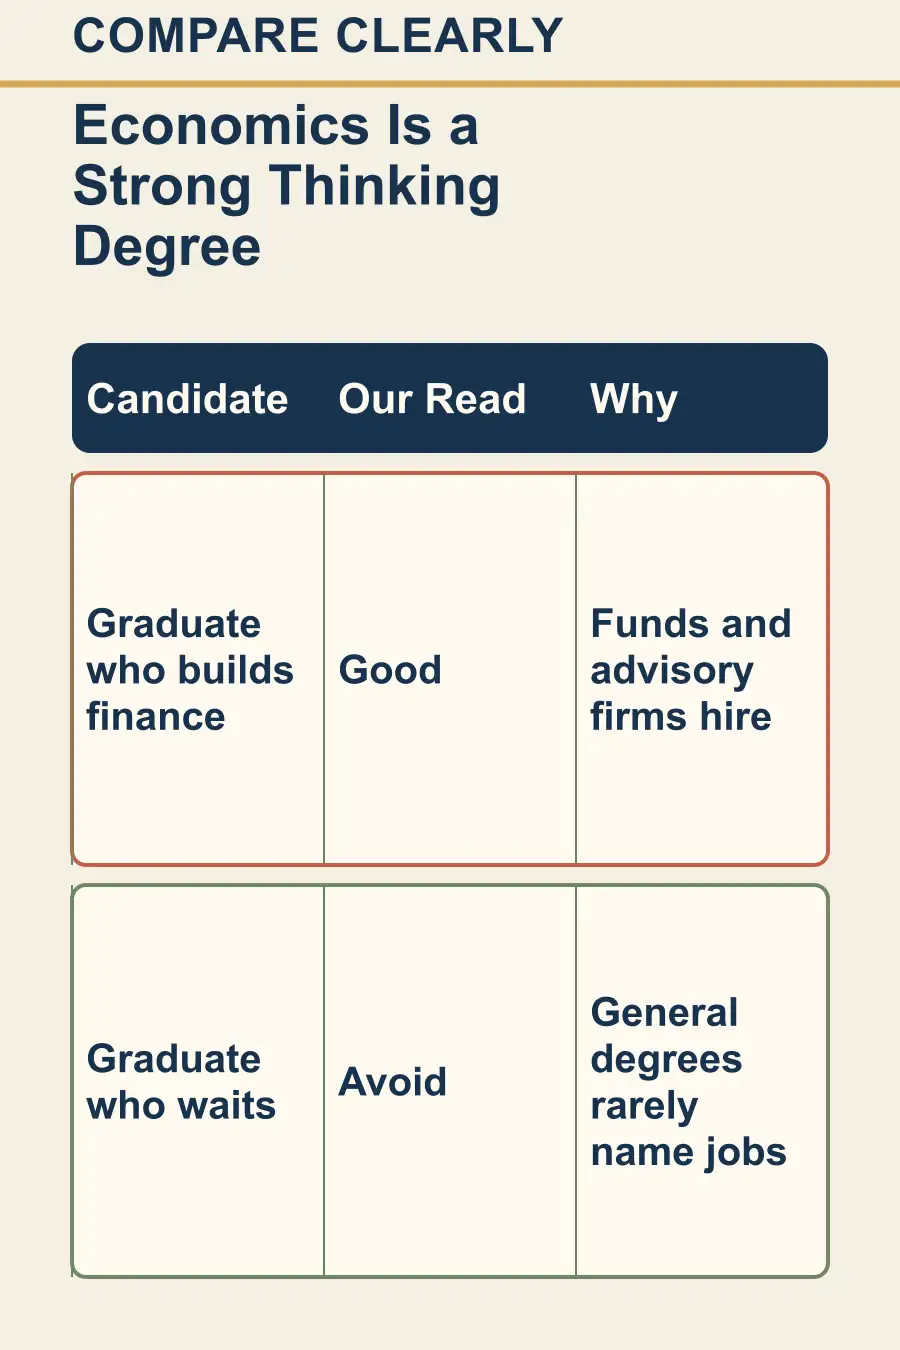 COMPARE CLEARLY
Economics Is a
Strong Thinking
Degree
Candidate Our Read Why
Graduate
who builds
finance
Good
Funds and
advisory
firms hire
Graduate
who waits
Avoid
General
degrees
rarely
name jobs